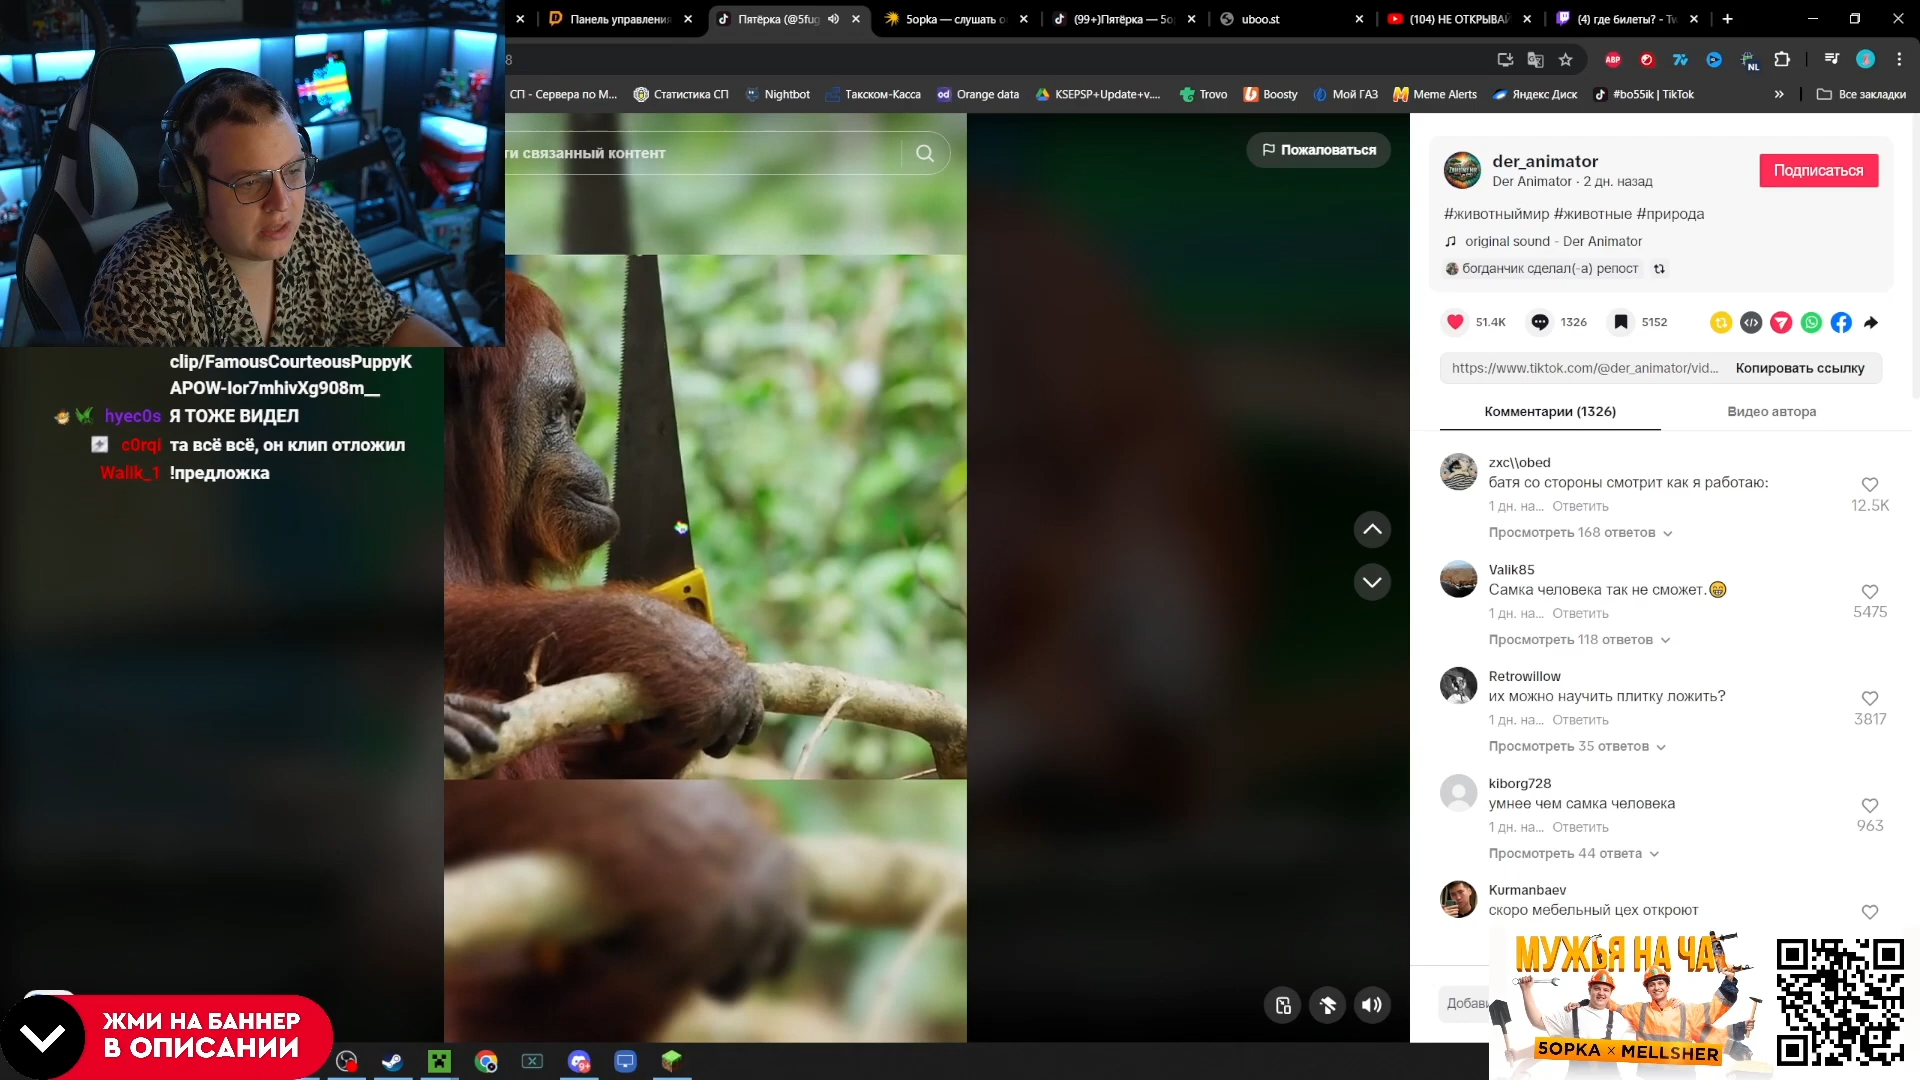 Панель управления
Пятёрка (@5fug
5opka — слушать о
(99+)Пятёрка — 5o
uboo.st
(104) НЕ ОТКРЫВАЙ
(4) где билеты? - Tw
8
СП - Сервера по М...
Статистика СП
Nightbot
Такском-Касса
Orange data
KSEPSP+Update+v....
Trovo
Boosty
Мой ГАЗ
Meme Alerts
Яндекс Диск
#bo55ik | TikTok
Все закладки
ти связанный контент
Пожаловаться
der_animator
Der Animator · 2 дн. назад
Подписаться
#животныймир #животные #природа
original sound - Der Animator
богданчик сделал(-а) репост
51.4K
1326
5152
https://www.tiktok.com/@der_animator/vid...
Копировать ссылку
Комментарии (1326)
Видео автора
zxc\\obed
батя со стороны смотрит как я работаю:
1 дн. на... Ответить
12.5K
Просмотреть 168 ответов
Valik85
Самка человека так не сможет.😁
1 дн. на... Ответить
5475
Просмотреть 118 ответов
Retrowillow
их можно научить плитку ложить?
1 дн. на... Ответить
3817
Просмотреть 35 ответов
kiborg728
умнее чем самка человека
1 дн. на... Ответить
963
Просмотреть 44 ответа
Kurmanbaev
скоро мебельный цех откроют
Добави
clip/FamousCourteousPuppyK
APOW-Ior7mhivXg908m__
hyec0s Я ТОЖЕ ВИДЕЛ
c0rqi та всё всё, он клип отложил
Walik_1 !предложка
ЖМИ НА БАННЕР
В ОПИСАНИИ
МУЖЬЯ НА ЧА
5OPKA × MELLSHER